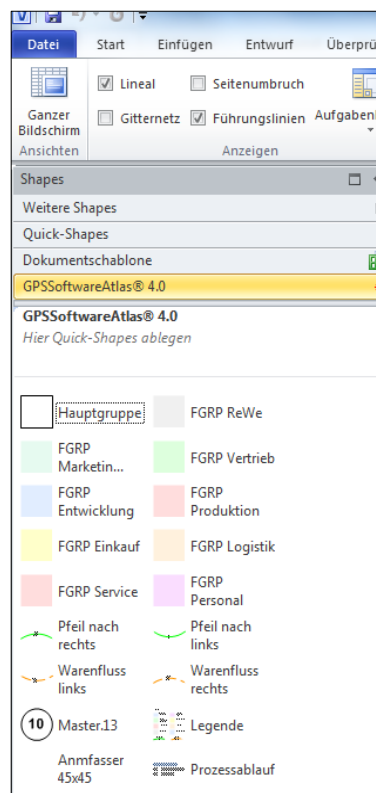 Datei Start Einfügen Entwurf
Lineal Seitenumbruch
Ganzer Bildschirm Gitternetz Führungslinien
Ansichten Anzeigen
Shapes
Weitere Shapes
Quick-Shapes
Dokumentschablone
GPSSoftwareAtlas® 4.0
GPSSoftwareAtlas® 4.0
Hier Quick-Shapes ablegen
Hauptgruppe FGRP ReWe
FGRP Marketin... FGRP Vertrieb
FGRP Entwicklung FGRP Produktion
FGRP Einkauf FGRP Logistik
FGRP Service FGRP Personal
Pfeil nach rechts Pfeil nach links
Warenfluss links Warenfluss rechts
10 Master.13 Legende
Anmfasser 45x45 Prozessablauf